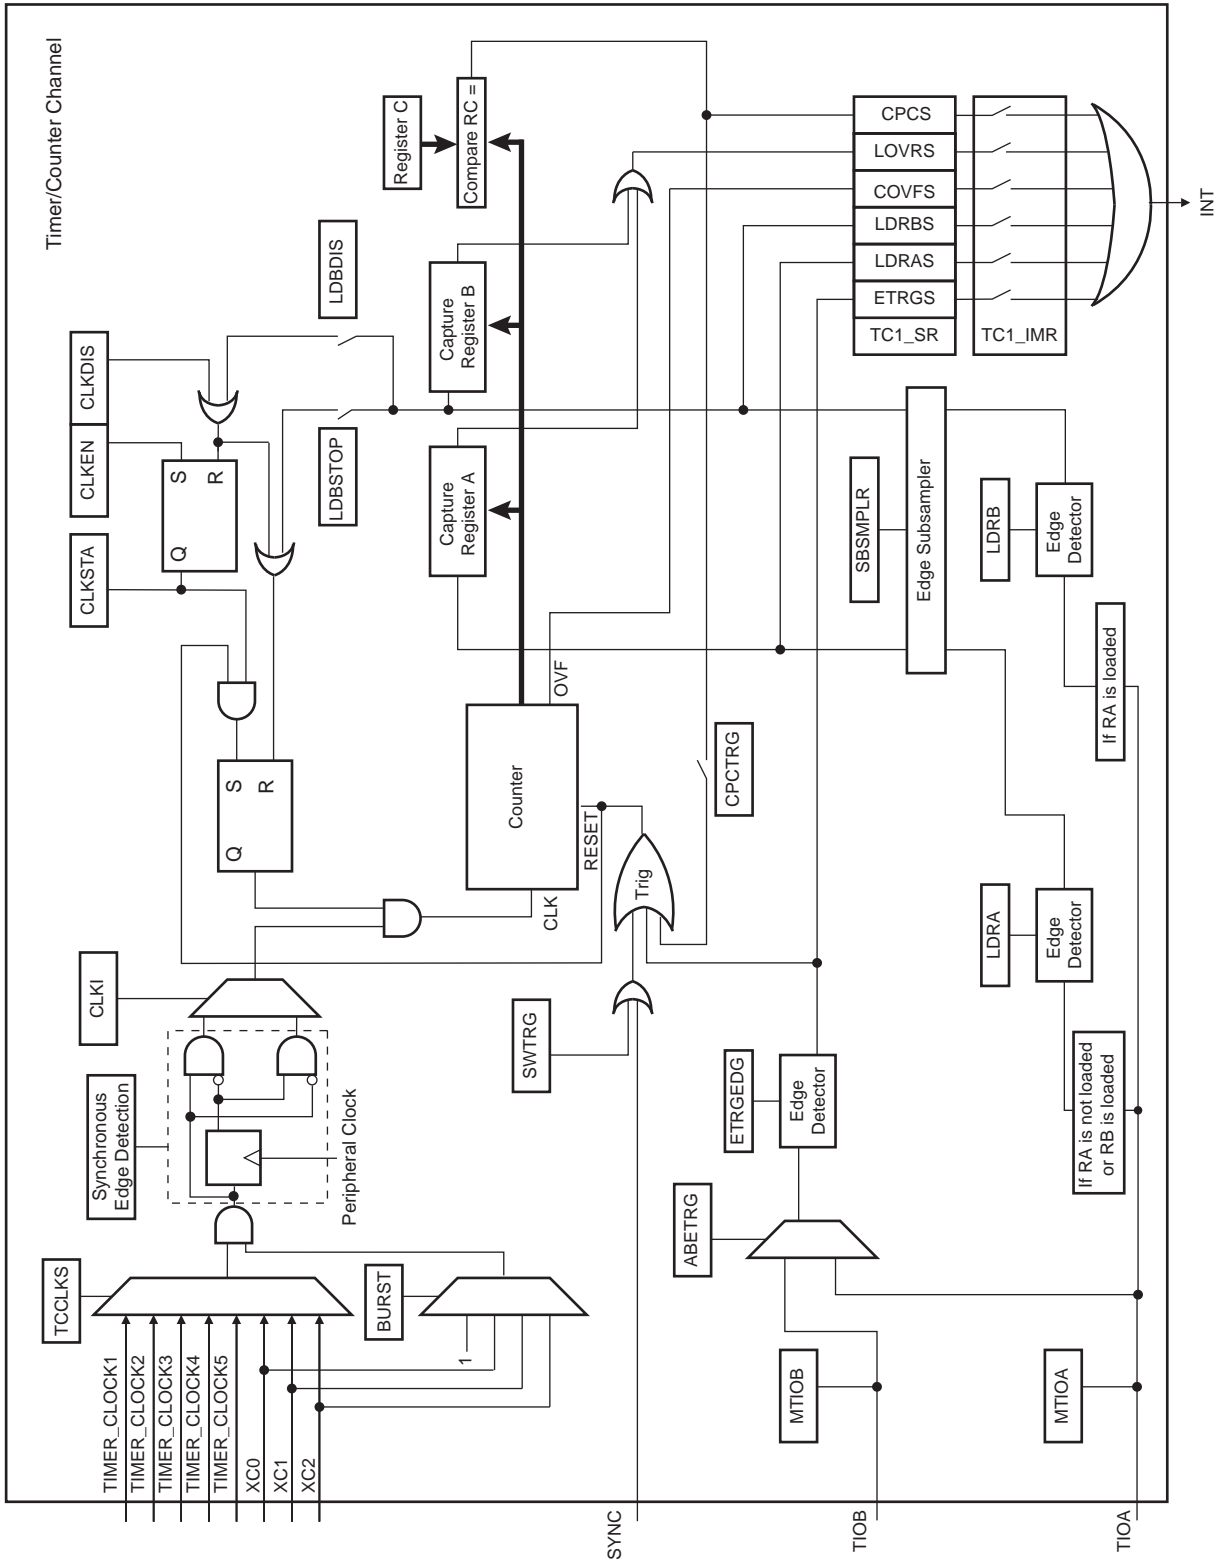 Timer/Counter Channel
TCCLKS
TIMER_CLOCK1
TIMER_CLOCK2
TIMER_CLOCK3
TIMER_CLOCK4
TIMER_CLOCK5
XC0
XC1
XC2
Synchronous
Edge Detection
CLKI
CLKSTA
CLKEN
CLKDIS
Q
S
R
Q
S
R
Peripheral Clock
BURST
1
LDBSTOP
LDBDIS
Register C
Capture
Register A
Capture
Register B
Compare RC =
Counter
CLK
OVF
RESET
SWTRG
Trig
CPCTRG
SYNC
ABETRG
ETRGEDG
Edge
Detector
MTIOB
TIOB
CPCS
LOVRS
COVFS
LDRBS
LDRAS
ETRGS
TC1_SR
TC1_IMR
SBSMPLR
Edge Subsampler
LDRA
Edge
Detector
LDRB
Edge
Detector
If RA is not loaded
or RB is loaded
If RA is loaded
MTIOA
TIOA
INT